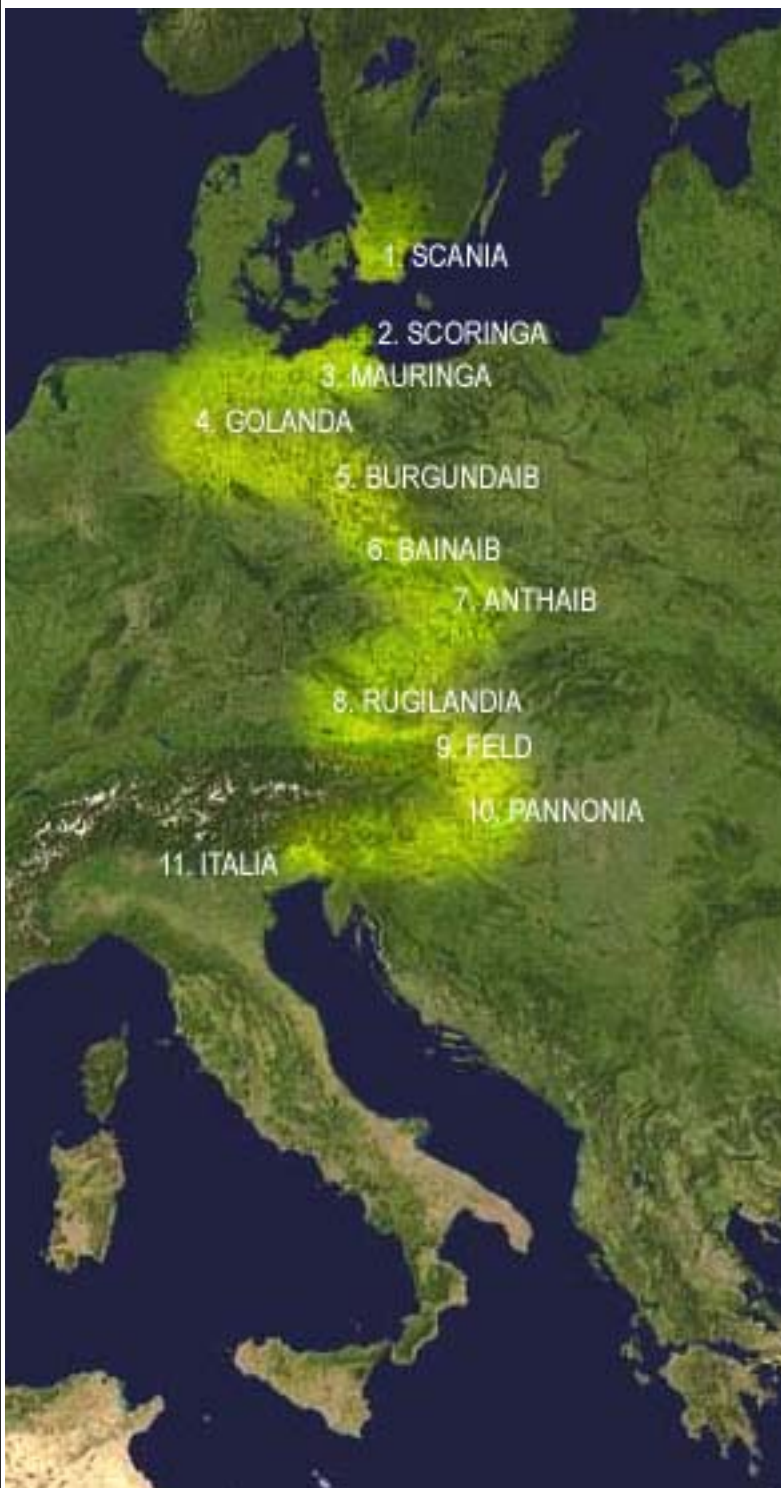 1. SCANIA
2. SCORINGA
3. MAURINGA
4. GOLANDA
5. BURGUNDAIB
6. BAINAIB
7. ANTHAIB
8. RUGILANDIA
9. FELD
10. PANNONIA
11. ITALIA